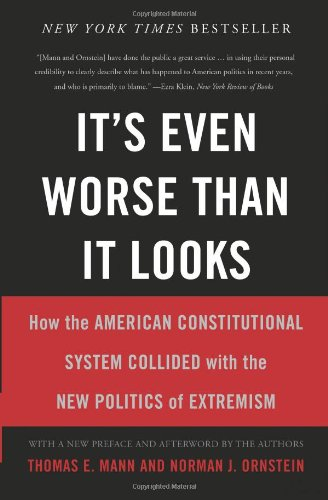 NEW YORK TIMES BESTSELLER
"[Mann and Ornstein] have done the public a great service ... in using their personal
credibility to clearly describe what has happened to American politics in recent years,
and who is primarily to blame."—Ezra Klein, New York Review of Books
IT'S EVEN
WORSE THAN
IT LOOKS
How the AMERICAN CONSTITUTIONAL
SYSTEM COLLIDED with the
NEW POLITICS of EXTREMISM
WITH A NEW PREFACE AND AFTERWORD BY THE AUTHORS
THOMAS E. MANN AND NORMAN J. ORNSTEIN